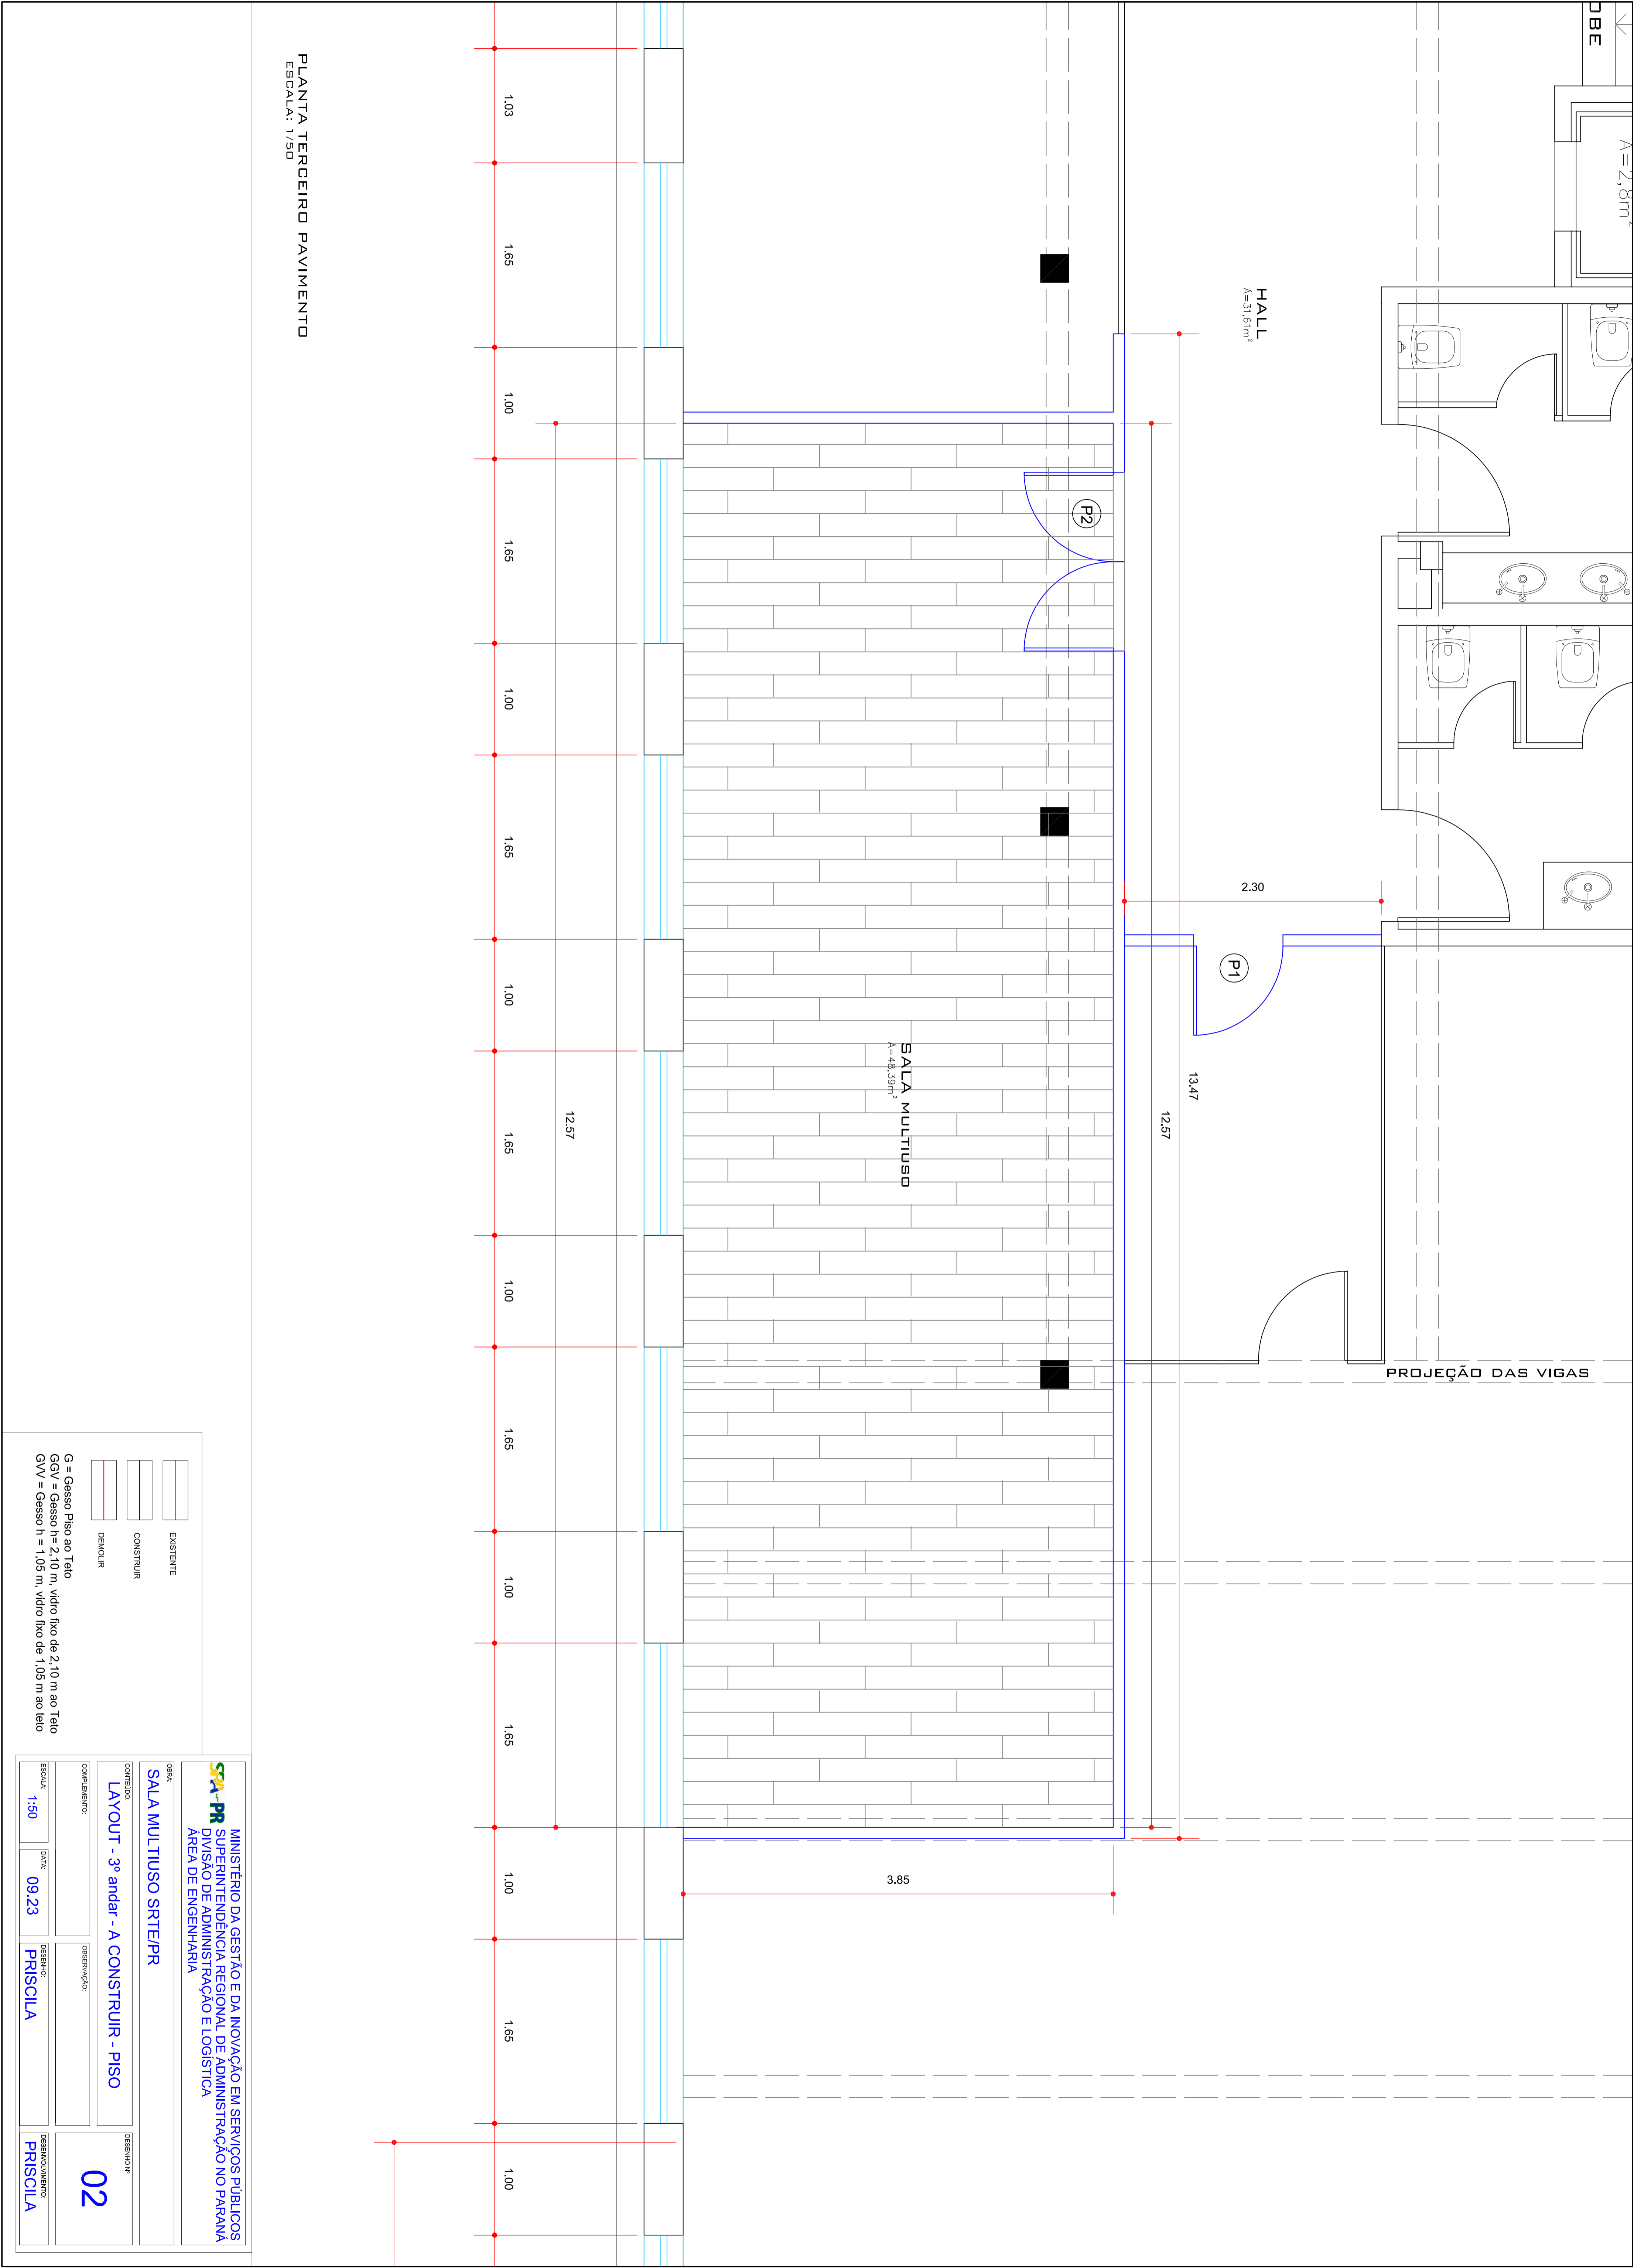 OBE
A=2,8m²
HALL
A=31,61m²
P2
P1
2.30
13.47
12.57
SALA MULTIUSO
A=48,39m²
PROJEÇÃO DAS VIGAS
3.85
12.57
1.03
1.65
1.00
1.65
1.00
1.65
1.00
1.65
1.00
1.65
1.00
1.65
1.00
1.65
1.00
PLANTA TERCEIRO PAVIMENTO
ESCALA: 1/50
EXISTENTE
CONSTRUIR
DEMOLIR
G = Gesso Piso ao Teto
GGV = Gesso h= 2,10 m, vidro fixo de 2,10 m ao Teto
GVV = Gesso h = 1,05 m, vidro fixo de 1,05 m ao teto
SRA-PR
MINISTÉRIO DA GESTÃO E DA INOVAÇÃO EM SERVIÇOS PÚBLICOS
SUPERINTENDÊNCIA REGIONAL DE ADMINISTRAÇÃO NO PARANÁ
DIVISÃO DE ADMINISTRAÇÃO E LOGÍSTICA
ÁREA DE ENGENHARIA
OBRA:
SALA MULTIUSO SRTE/PR
CONTEÚDO:
LAYOUT - 3º andar - A CONSTRUIR - PISO
DESENHO Nº
02
COMPLEMENTO:
OBSERVAÇÃO:
ESCALA:
1:50
DATA:
09.23
DESENHO:
PRISCILA
DESENVOLVIMENTO:
PRISCILA